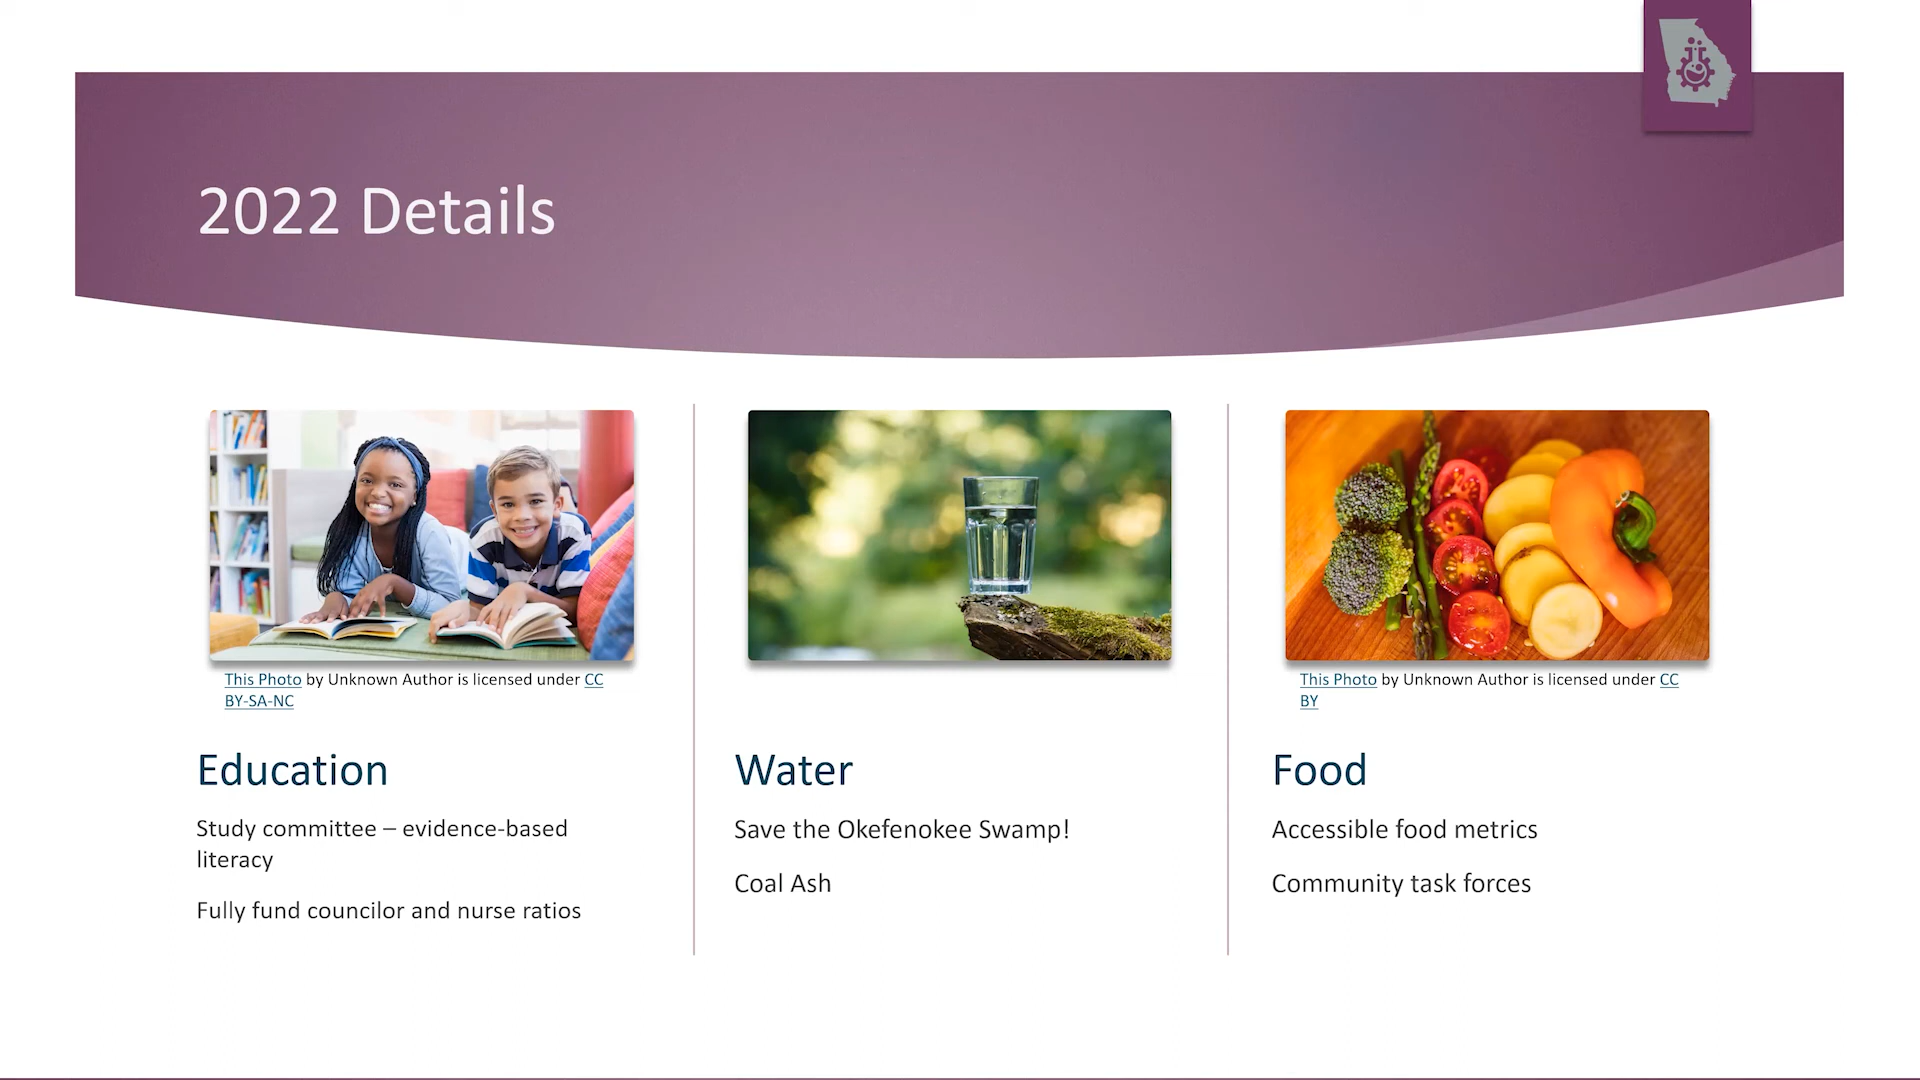 2022 Details
This Photo by Unknown Author is licensed under CC
BY-SA-NC
This Photo by Unknown Author is licensed under CC
BY
Education
Study committee – evidence-based
literacy
Fully fund councilor and nurse ratios
Water
Save the Okefenokee Swamp!
Coal Ash
Food
Accessible food metrics
Community task forces